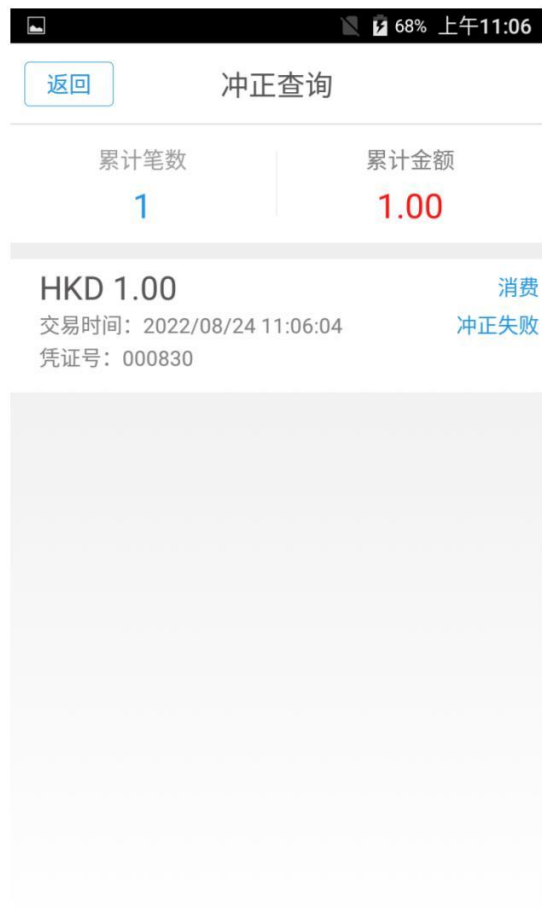 68% 上午11:06
返回 冲正查询
累计笔数 累计金额
1 1.00
HKD 1.00 消费
交易时间：2022/08/24 11:06:04 冲正失败
凭证号：000830